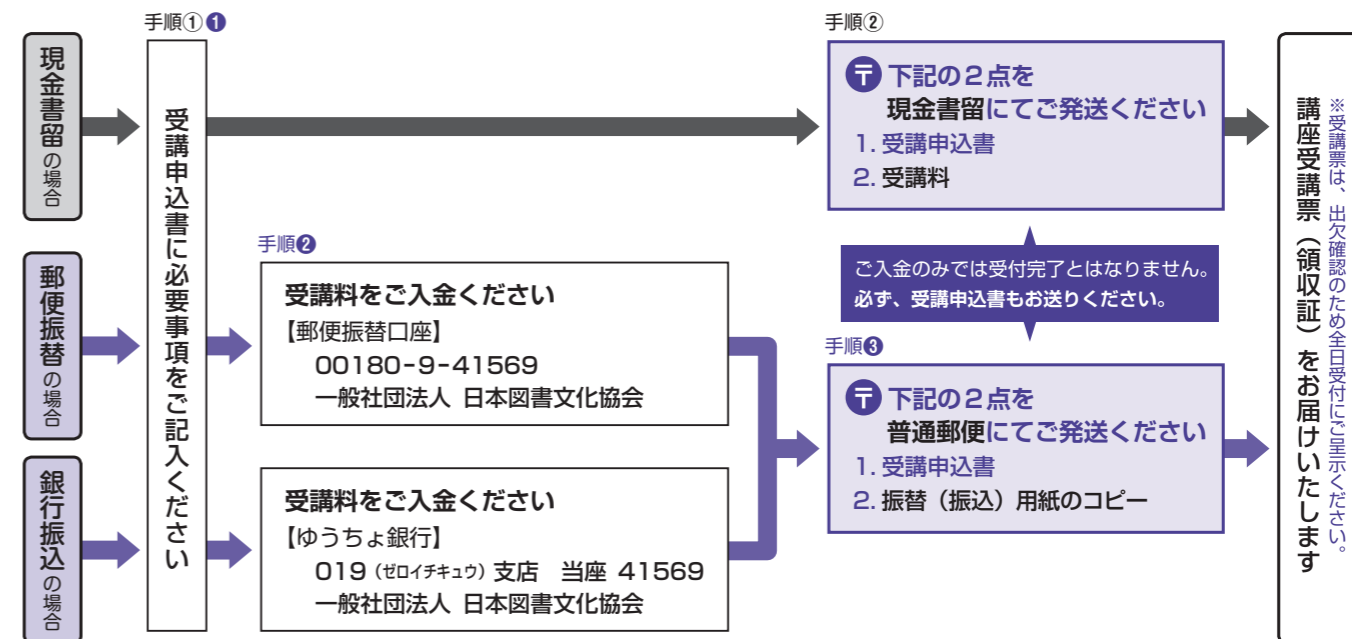 手順①❶
現金書留の場合
郵便振替の場合
銀行振込の場合
受講申込書に必要事項をご記入ください
手順❷
受講料をご入金ください
【郵便振替口座】
00180-9-41569
一般社団法人 日本図書文化協会
受講料をご入金ください
【ゆうちょ銀行】
019（ゼロイチキュウ）支店　当座 41569
一般社団法人 日本図書文化協会
手順②
〒 下記の２点を
現金書留にてご発送ください
1. 受講申込書
2. 受講料
ご入金のみでは受付完了とはなりません。
必ず、受講申込書もお送りください。
手順❸
〒 下記の２点を
普通郵便にてご発送ください
1. 受講申込書
2. 振替（振込）用紙のコピー
※受講票は、出欠確認のため全日受付にご呈示ください。
講座受講票（領収証）をお届けいたします